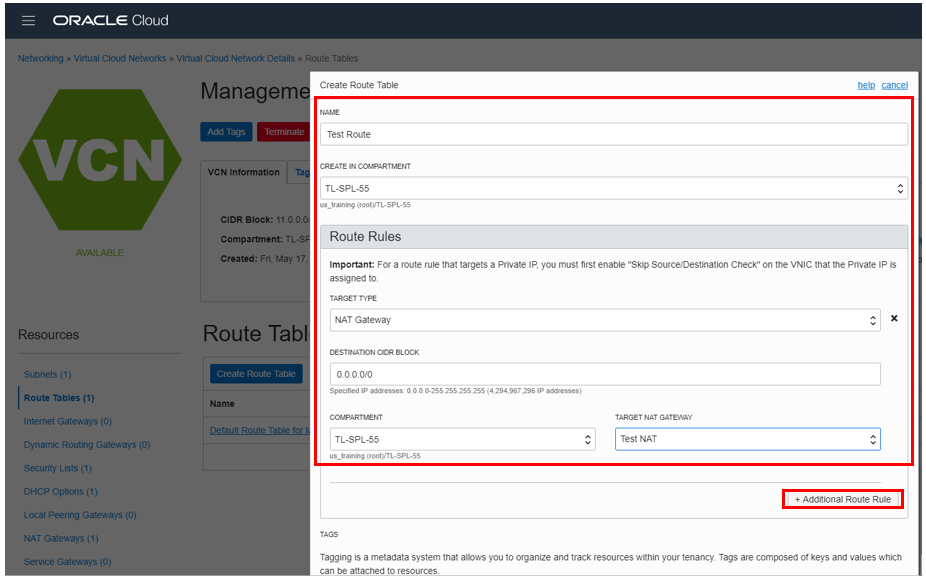 ORACLE Cloud
Networking » Virtual Cloud Networks » Virtual Cloud Network Details » Route Tables
VCN
AVAILABLE
Manageme
Add Tags Terminate
VCN Information Tag
CIDR Block: 11.0.0.0/
Compartment: TL-SP
Created: Fri, May 17,
Resources
Subnets (1)
Route Tables (1)
Internet Gateways (0)
Dynamic Routing Gateways (0)
Security Lists (1)
DHCP Options (1)
Local Peering Gateways (0)
NAT Gateways (1)
Service Gateways (0)
Route Tabl
Create Route Table
Name
Default Route Table for M
Create Route Table help cancel
NAME
Test Route
CREATE IN COMPARTMENT
TL-SPL-55
us_training (root)/TL-SPL-55
Route Rules
Important: For a route rule that targets a Private IP, you must first enable "Skip Source/Destination Check" on the VNIC that the Private IP is
assigned to.
TARGET TYPE
NAT Gateway
DESTINATION CIDR BLOCK
0.0.0.0/0
Specified IP addresses: 0.0.0.0-255.255.255.255 (4,294,967,296 IP addresses)
COMPARTMENT TARGET NAT GATEWAY
TL-SPL-55 Test NAT
us_training (root)/TL-SPL-55
+ Additional Route Rule
TAGS
Tagging is a metadata system that allows you to organize and track resources within your tenancy. Tags are composed of keys and values which
can be attached to resources.